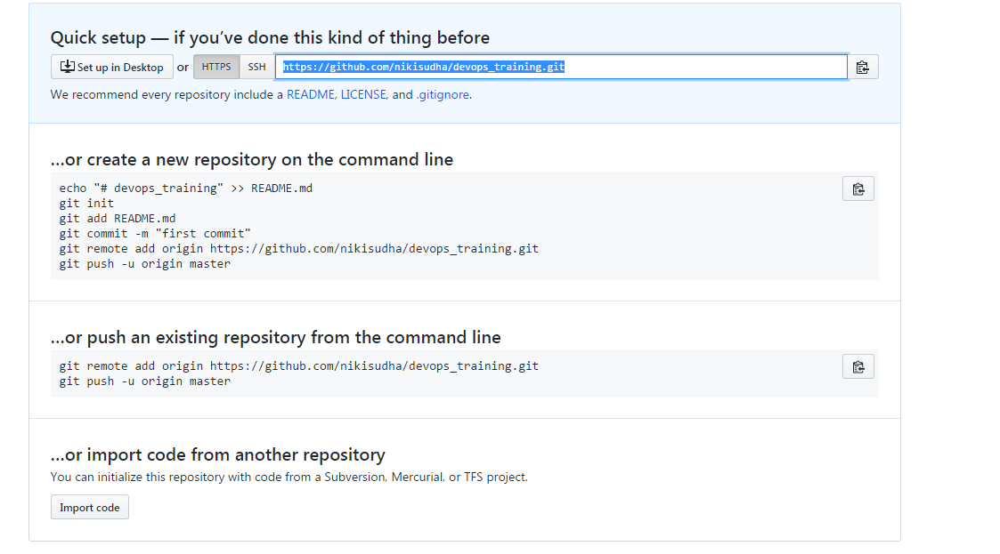 Quick setup — if you’ve done this kind of thing before
Set up in Desktop or HTTPS SSH https://github.com/nikisudha/devops_training.git
We recommend every repository include a README, LICENSE, and .gitignore.
…or create a new repository on the command line
echo "# devops_training" >> README.md
git init
git add README.md
git commit -m "first commit"
git remote add origin https://github.com/nikisudha/devops_training.git
git push -u origin master
…or push an existing repository from the command line
git remote add origin https://github.com/nikisudha/devops_training.git
git push -u origin master
…or import code from another repository
You can initialize this repository with code from a Subversion, Mercurial, or TFS project.
Import code